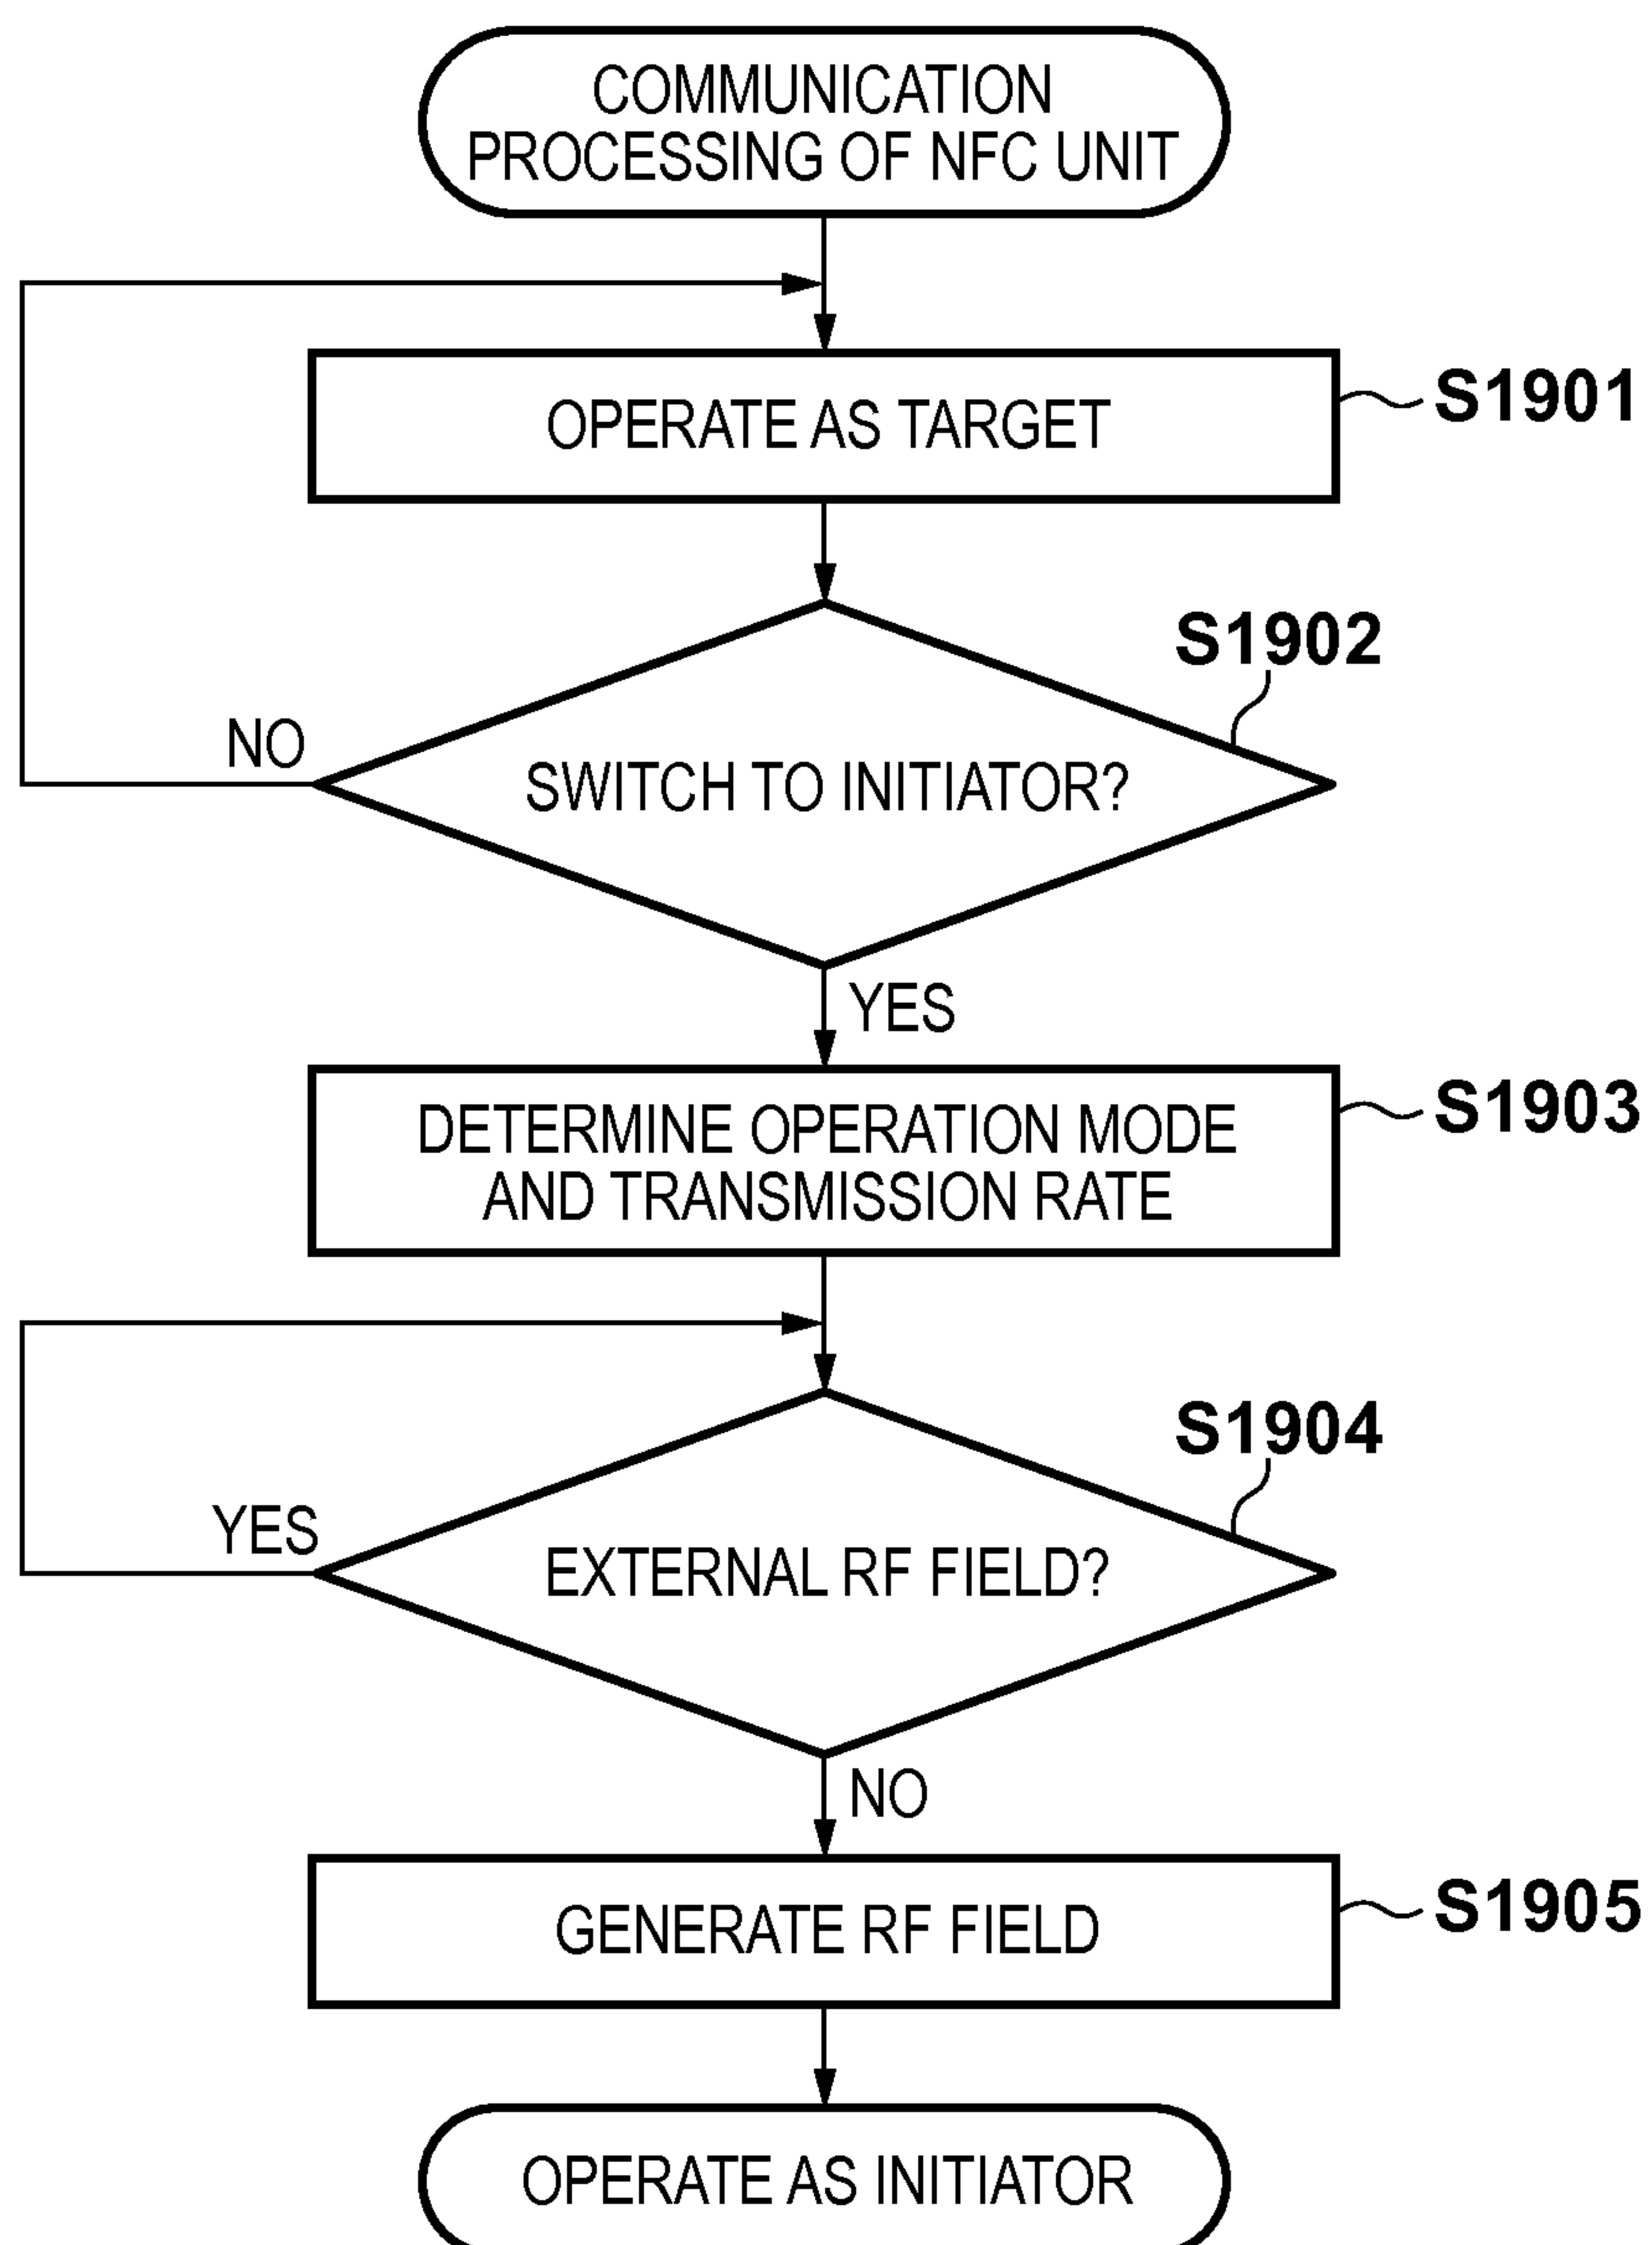 COMMUNICATION
PROCESSING OF NFC UNIT
OPERATE AS TARGET
S1901
S1902
NO
SWITCH TO INITIATOR?
YES
DETERMINE OPERATION MODE
AND TRANSMISSION RATE
S1903
S1904
YES
EXTERNAL RF FIELD?
NO
GENERATE RF FIELD
S1905
OPERATE AS INITIATOR